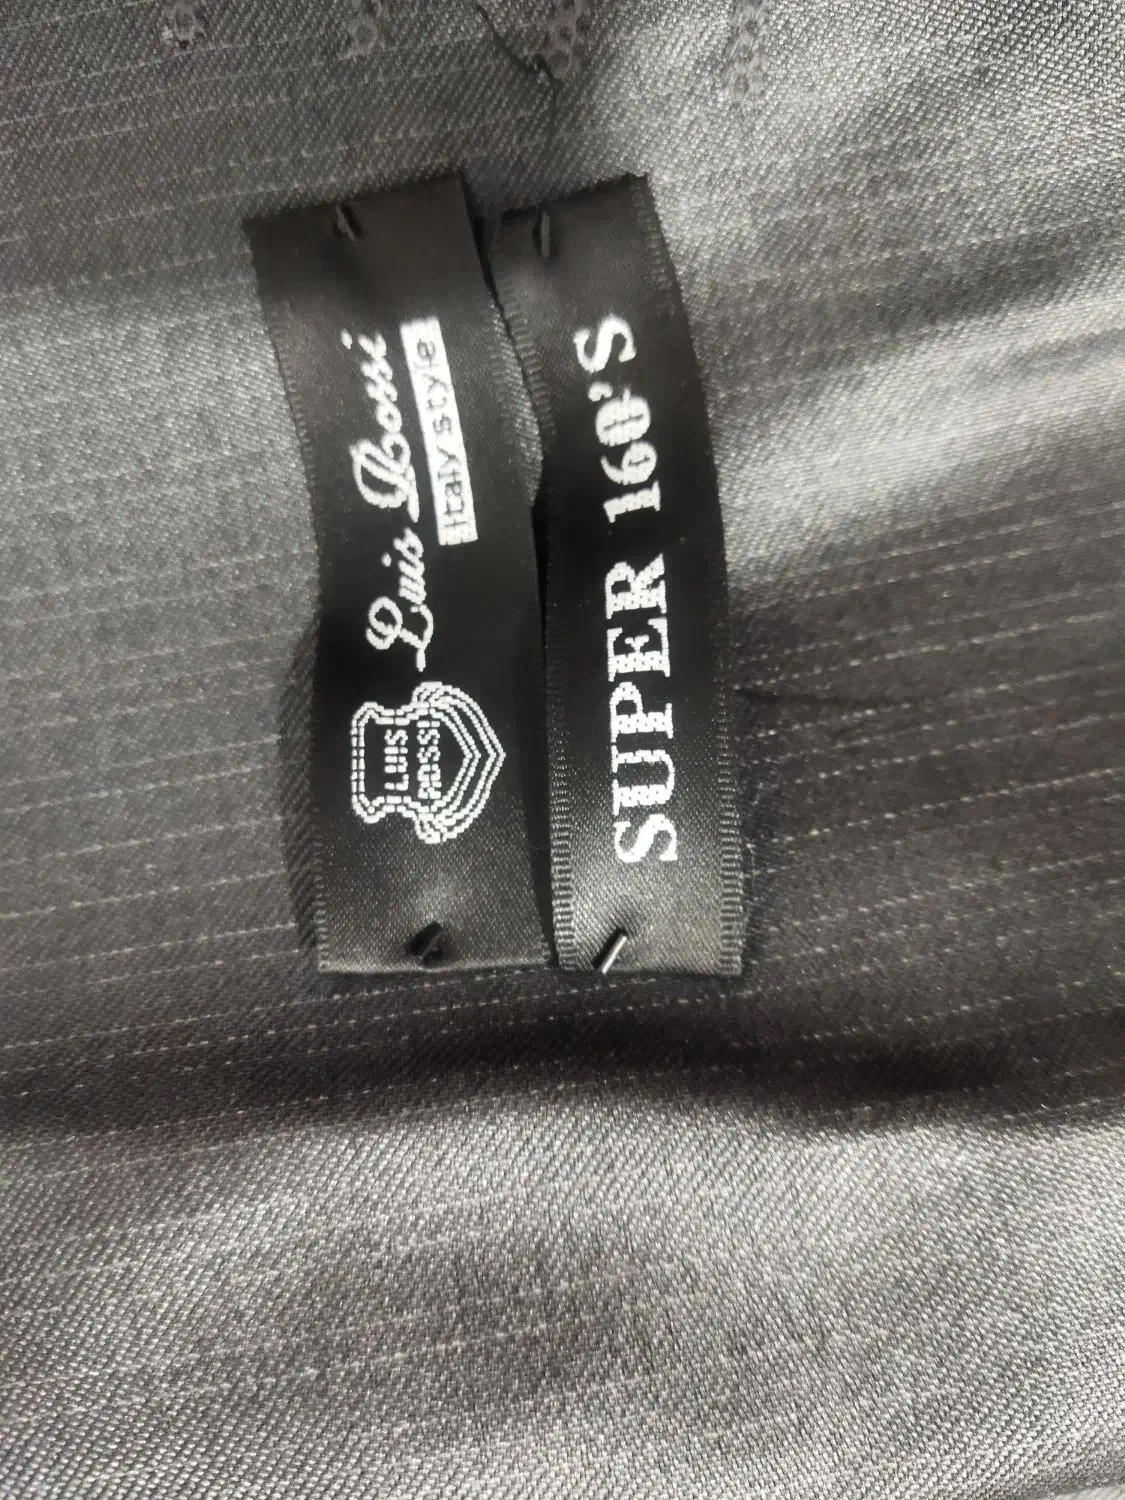 LUIS
ROSSI
Luis Rossi
Italy style
SUPER 160'S